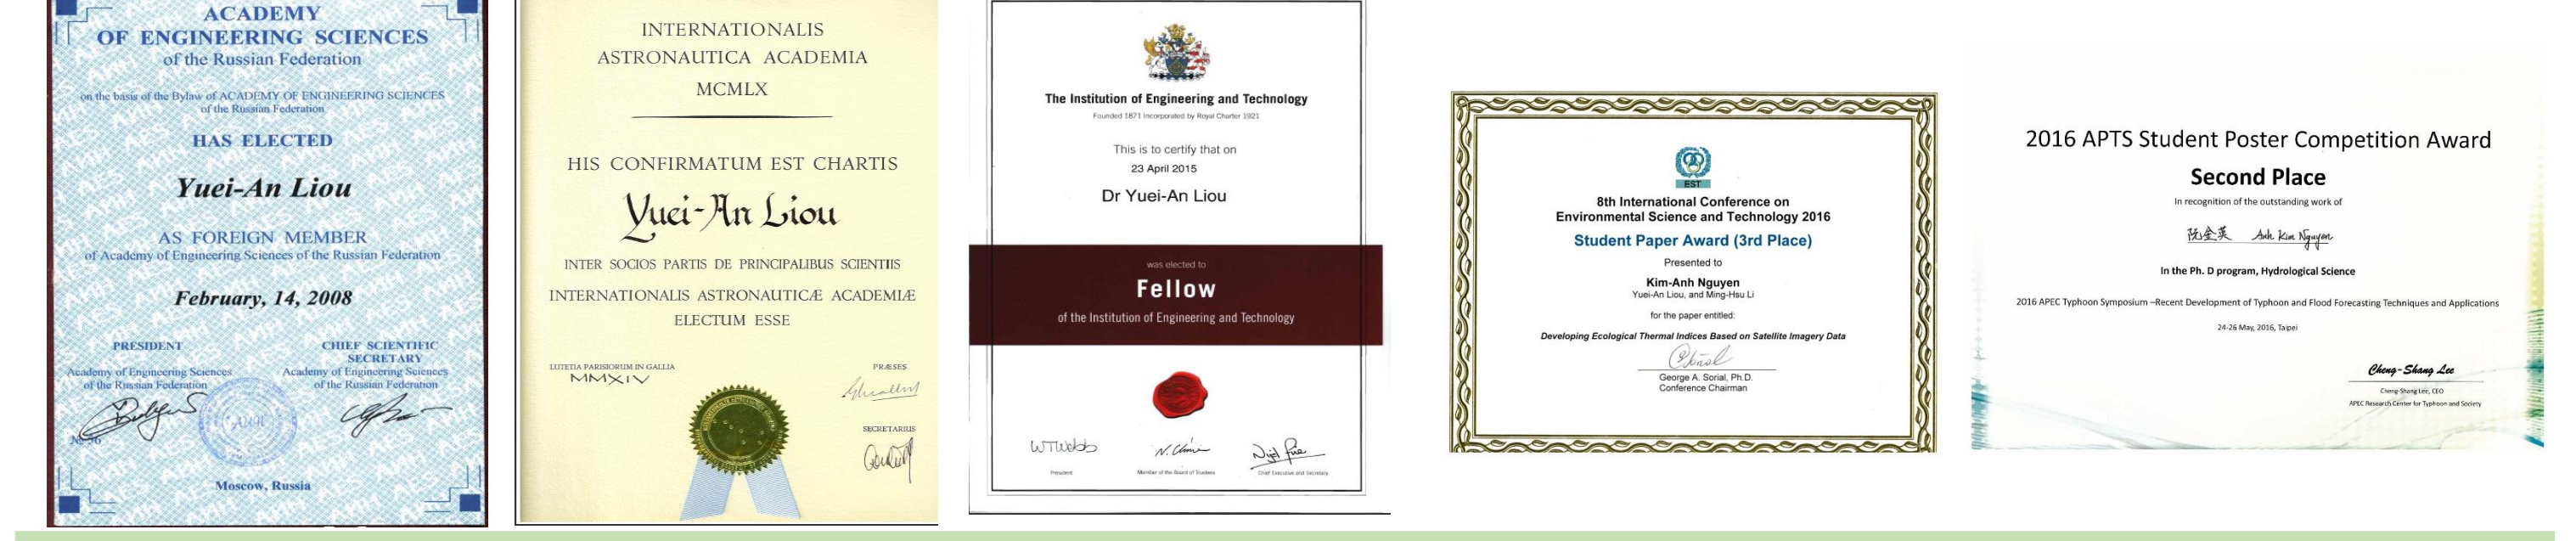 ACADEMY
OF ENGINEERING SCIENCES
of the Russian Federation
on the basis of the Bylaw of ACADEMY OF ENGINEERING SCIENCES
of the Russian Federation
HAS ELECTED
Yuei-An Liou
AS FOREIGN MEMBER
of Academy of Engineering Sciences of the Russian Federation
February, 14, 2008
PRESIDENT
Academy of Engineering Sciences
of the Russian Federation
CHIEF SCIENTIFIC
SECRETARY
Academy of Engineering Sciences
of the Russian Federation
№ 56
Moscow, Russia
INTERNATIONALIS
ASTRONAUTICA ACADEMIA
MCMLX
HIS CONFIRMATUM EST CHARTIS
Yuei-An Liou
INTER SOCIOS PARTIS DE PRINCIPALIBUS SCIENTIIS
INTERNATIONALIS ASTRONAUTICÆ ACADEMIÆ
ELECTUM ESSE
LUTETIA PARISIORUM IN GALLIA
MMXIV
PRÆSES
SECRETARIUS
The Institution of Engineering and Technology
Founded 1871 Incorporated by Royal Charter 1921
This is to certify that on
23 April 2015
Dr Yuei-An Liou
was elected to
Fellow
of the Institution of Engineering and Technology
President
Member of the Board of Trustees
Chief Executive and Secretary
EST
8th International Conference on
Environmental Science and Technology 2016
Student Paper Award (3rd Place)
Presented to
Kim-Anh Nguyen
Yuei-An Liou, and Ming-Hsu Li
for the paper entitled:
Developing Ecological Thermal Indices Based on Satellite Imagery Data
George A. Sorial, Ph.D.
Conference Chairman
2016 APTS Student Poster Competition Award
Second Place
In recognition of the outstanding work of
阮金英 Anh Kim Nguyen
In the Ph. D program, Hydrological Science
2016 APEC Typhoon Symposium –Recent Development of Typhoon and Flood Forecasting Techniques and Applications
24-26 May, 2016, Taipei
Cheng-Shang Lee
Cheng-Shang Lee, CEO
APEC Research Center for Typhoon and Society